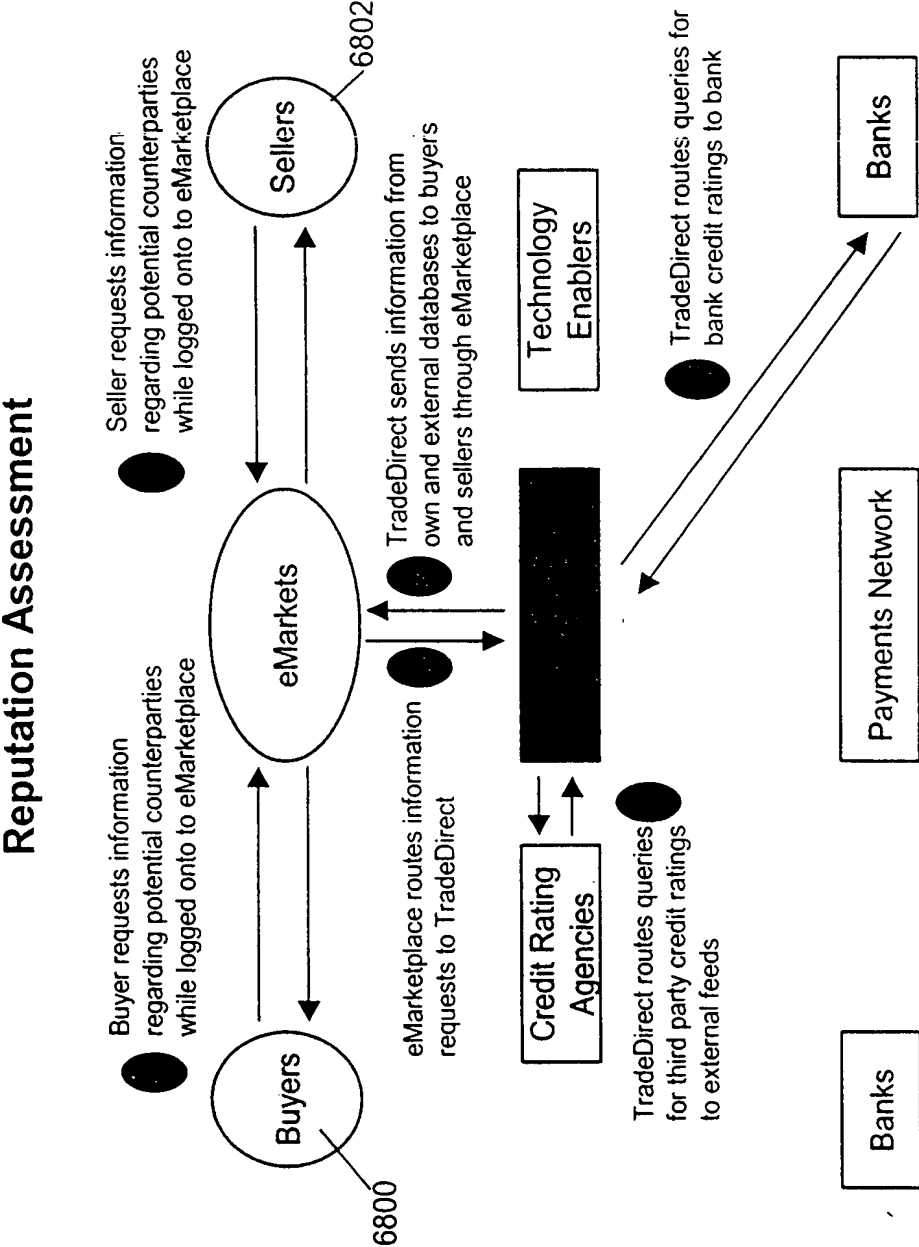 Reputation Assessment
Buyer requests information
regarding potential counterparties
while logged onto to eMarketplace
Seller requests information
regarding potential counterparties
while logged onto to eMarketplace
Buyers
eMarkets
Sellers
6800
6802
eMarketplace routes information
requests to TradeDirect
TradeDirect sends information from
own and external databases to buyers
and sellers through eMarketplace
Credit Rating
Agencies
Technology
Enablers
TradeDirect routes queries
for third party credit ratings
to external feeds
TradeDirect routes queries for
bank credit ratings to bank
Banks
Payments Network
Banks